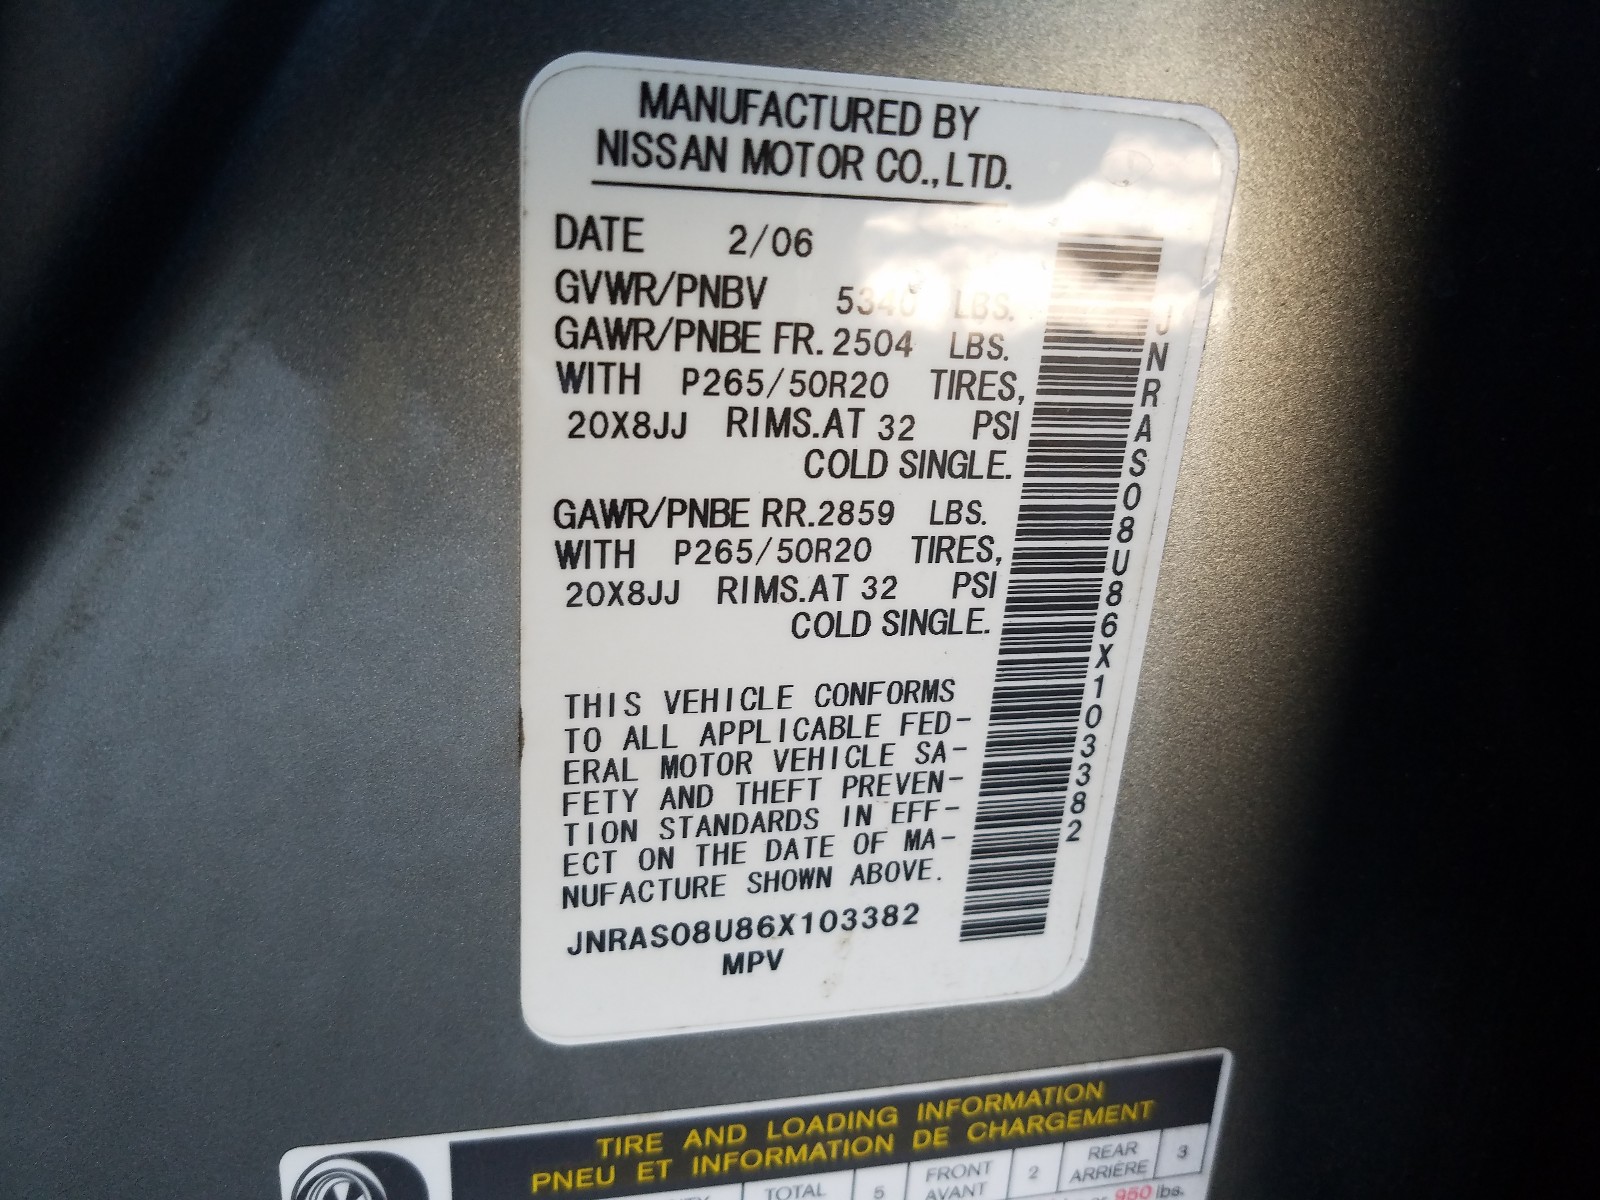 MANUFACTURED BY
NISSAN MOTOR CO.,LTD.
DATE 2/06
GVWR/PNBV 5340 LBS.
GAWR/PNBE FR. 2504 LBS.
WITH P265/50R20 TIRES,
20X8JJ RIMS.AT 32 PSI
COLD SINGLE.
GAWR/PNBE RR.2859 LBS.
WITH P265/50R20 TIRES,
20X8JJ RIMS.AT 32 PSI
COLD SINGLE.
THIS VEHICLE CONFORMS
TO ALL APPLICABLE FED-
ERAL MOTOR VEHICLE SA-
FETY AND THEFT PREVEN-
TION STANDARDS IN EFF-
ECT ON THE DATE OF MA-
NUFACTURE SHOWN ABOVE.
JNRAS08U86X103382
MPV
JNRAS08U86X103382
TIRE AND LOADING INFORMATION
PNEU ET INFORMATION DE CHARGEMENT
TOTAL 5 FRONT 2 REAR 3
AVANT ARRIÈRE
950 lbs.